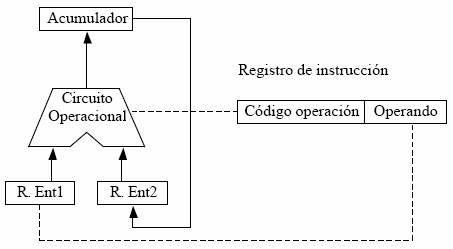 Acumulador
Registro de instrucción
Circuito
Operacional
Código operación
Operando
R. Ent1
R. Ent2